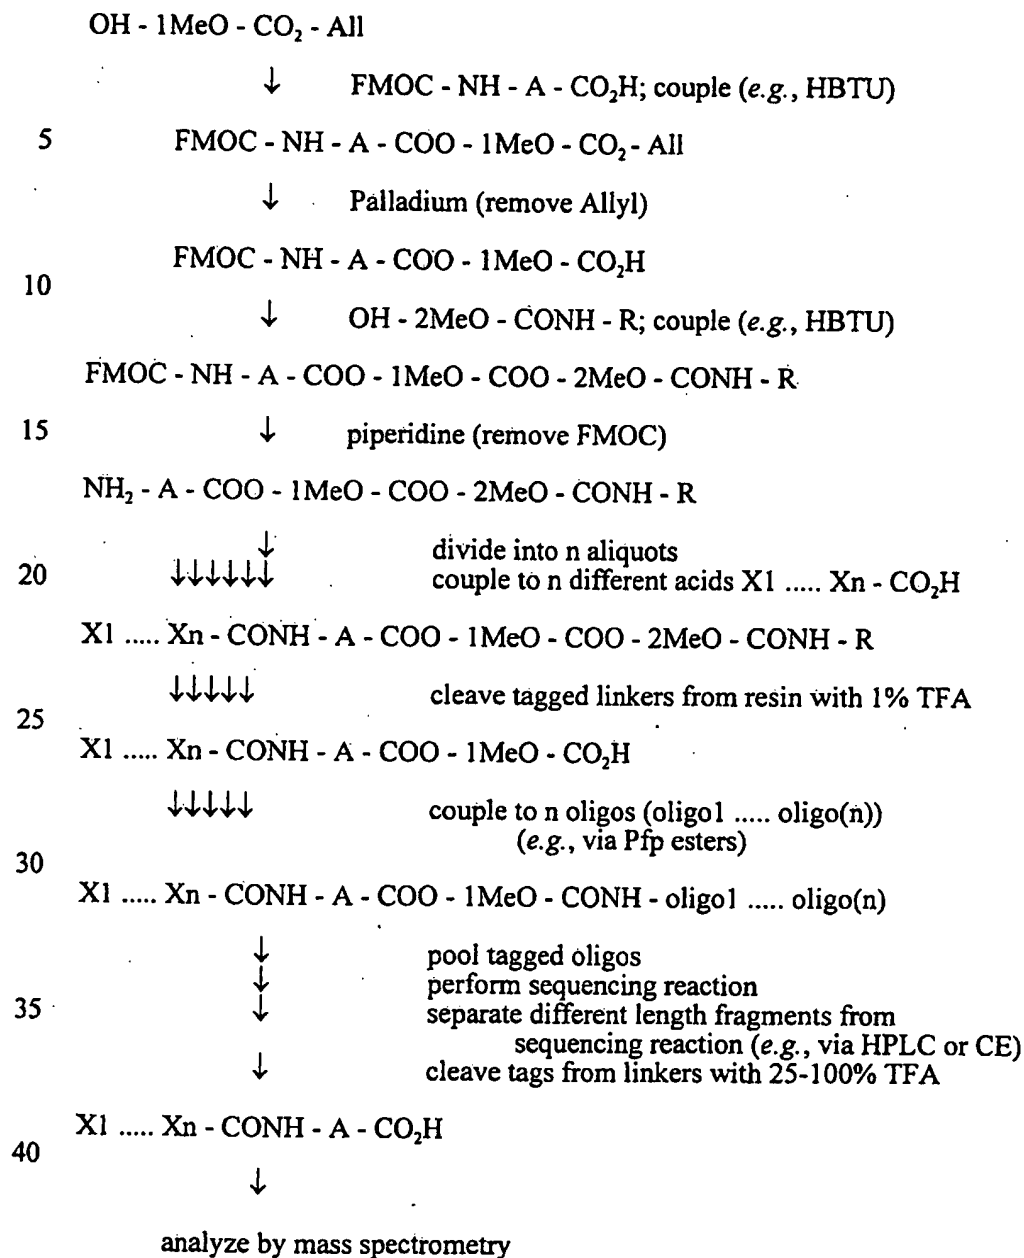 OH - 1MeO - CO₂ - All
↓ FMOC - NH - A - CO₂H; couple (e.g., HBTU)
5 FMOC - NH - A - COO - 1MeO - CO₂ - All
↓ Palladium (remove Allyl)
FMOC - NH - A - COO - 1MeO - CO₂H
10
↓ OH - 2MeO - CONH - R; couple (e.g., HBTU)
FMOC - NH - A - COO - 1MeO - COO - 2MeO - CONH - R
15 ↓ piperidine (remove FMOC)
NH₂ - A - COO - 1MeO - COO - 2MeO - CONH - R
↓ divide into n aliquots
20 ↓↓↓↓↓↓ couple to n different acids X1 ..... Xn - CO₂H
X1 ..... Xn - CONH - A - COO - 1MeO - COO - 2MeO - CONH - R
↓↓↓↓↓ cleave tagged linkers from resin with 1% TFA
25
X1 ..... Xn - CONH - A - COO - 1MeO - CO₂H
↓↓↓↓↓ couple to n oligos (oligo1 ..... oligo(n))
(e.g., via Pfp esters)
30
X1 ..... Xn - CONH - A - COO - 1MeO - CONH - oligo1 ..... oligo(n)
↓ pool tagged oligos
↓ perform sequencing reaction
35 ↓ separate different length fragments from
sequencing reaction (e.g., via HPLC or CE)
↓ cleave tags from linkers with 25-100% TFA
X1 ..... Xn - CONH - A - CO₂H
40
↓
analyze by mass spectrometry